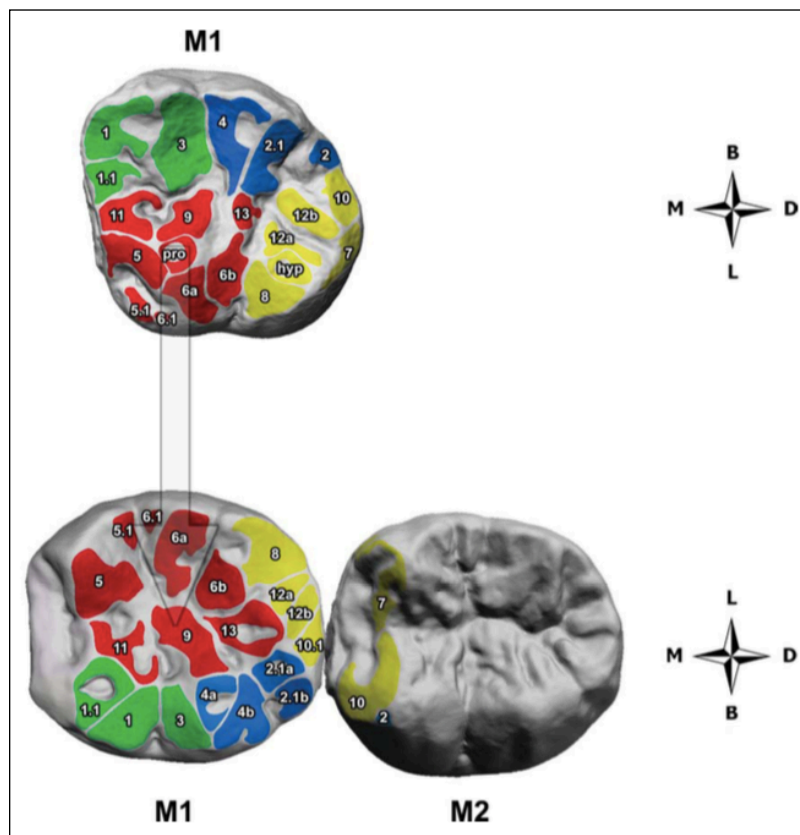 M1
B
1 3 4 2.1 2
1.1
M D
10
11 9 13 12b
12a
5 pro 7
L
6b hyp
6a 8
5.1 6.1
6.1
5.1 6a
8
6b
5 12a
12b
7
L
9 13
11 10.1
M D
2.1a
1.1 4a 2.1b 10
1 3 4b 2
B
M1 M2